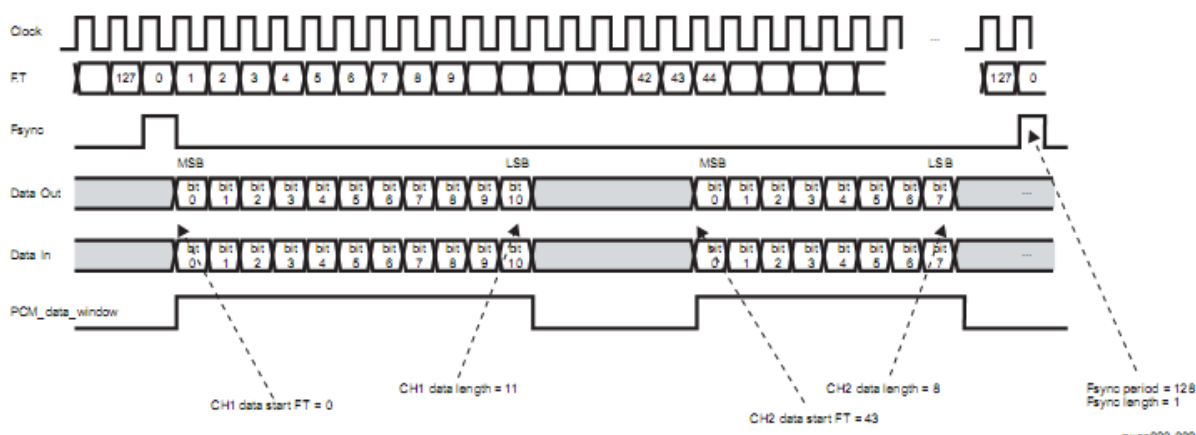 Clock ...
F.T 127 0 1 2 3 4 5 6 7 8 9 42 43 44 127 0
Fsync
MSB LSB MSB LSB
Data Out bit 0 bit 1 bit 2 bit 3 bit 4 bit 5 bit 6 bit 7 bit 8 bit 9 bit 10 bit 0 bit 1 bit 2 bit 3 bit 4 bit 5 bit 6 bit 7 ...
Data In bit 0 bit 1 bit 2 bit 3 bit 4 bit 5 bit 6 bit 7 bit 8 bit 9 bit 10 bit 0 bit 1 bit 2 bit 3 bit 4 bit 5 bit 6 bit 7 ...
PCM_data_window
CH1 data length = 11
CH2 data length = 8
Fsync period = 128
Fsync length = 1
CH1 data start FT = 0
CH2 data start FT = 43